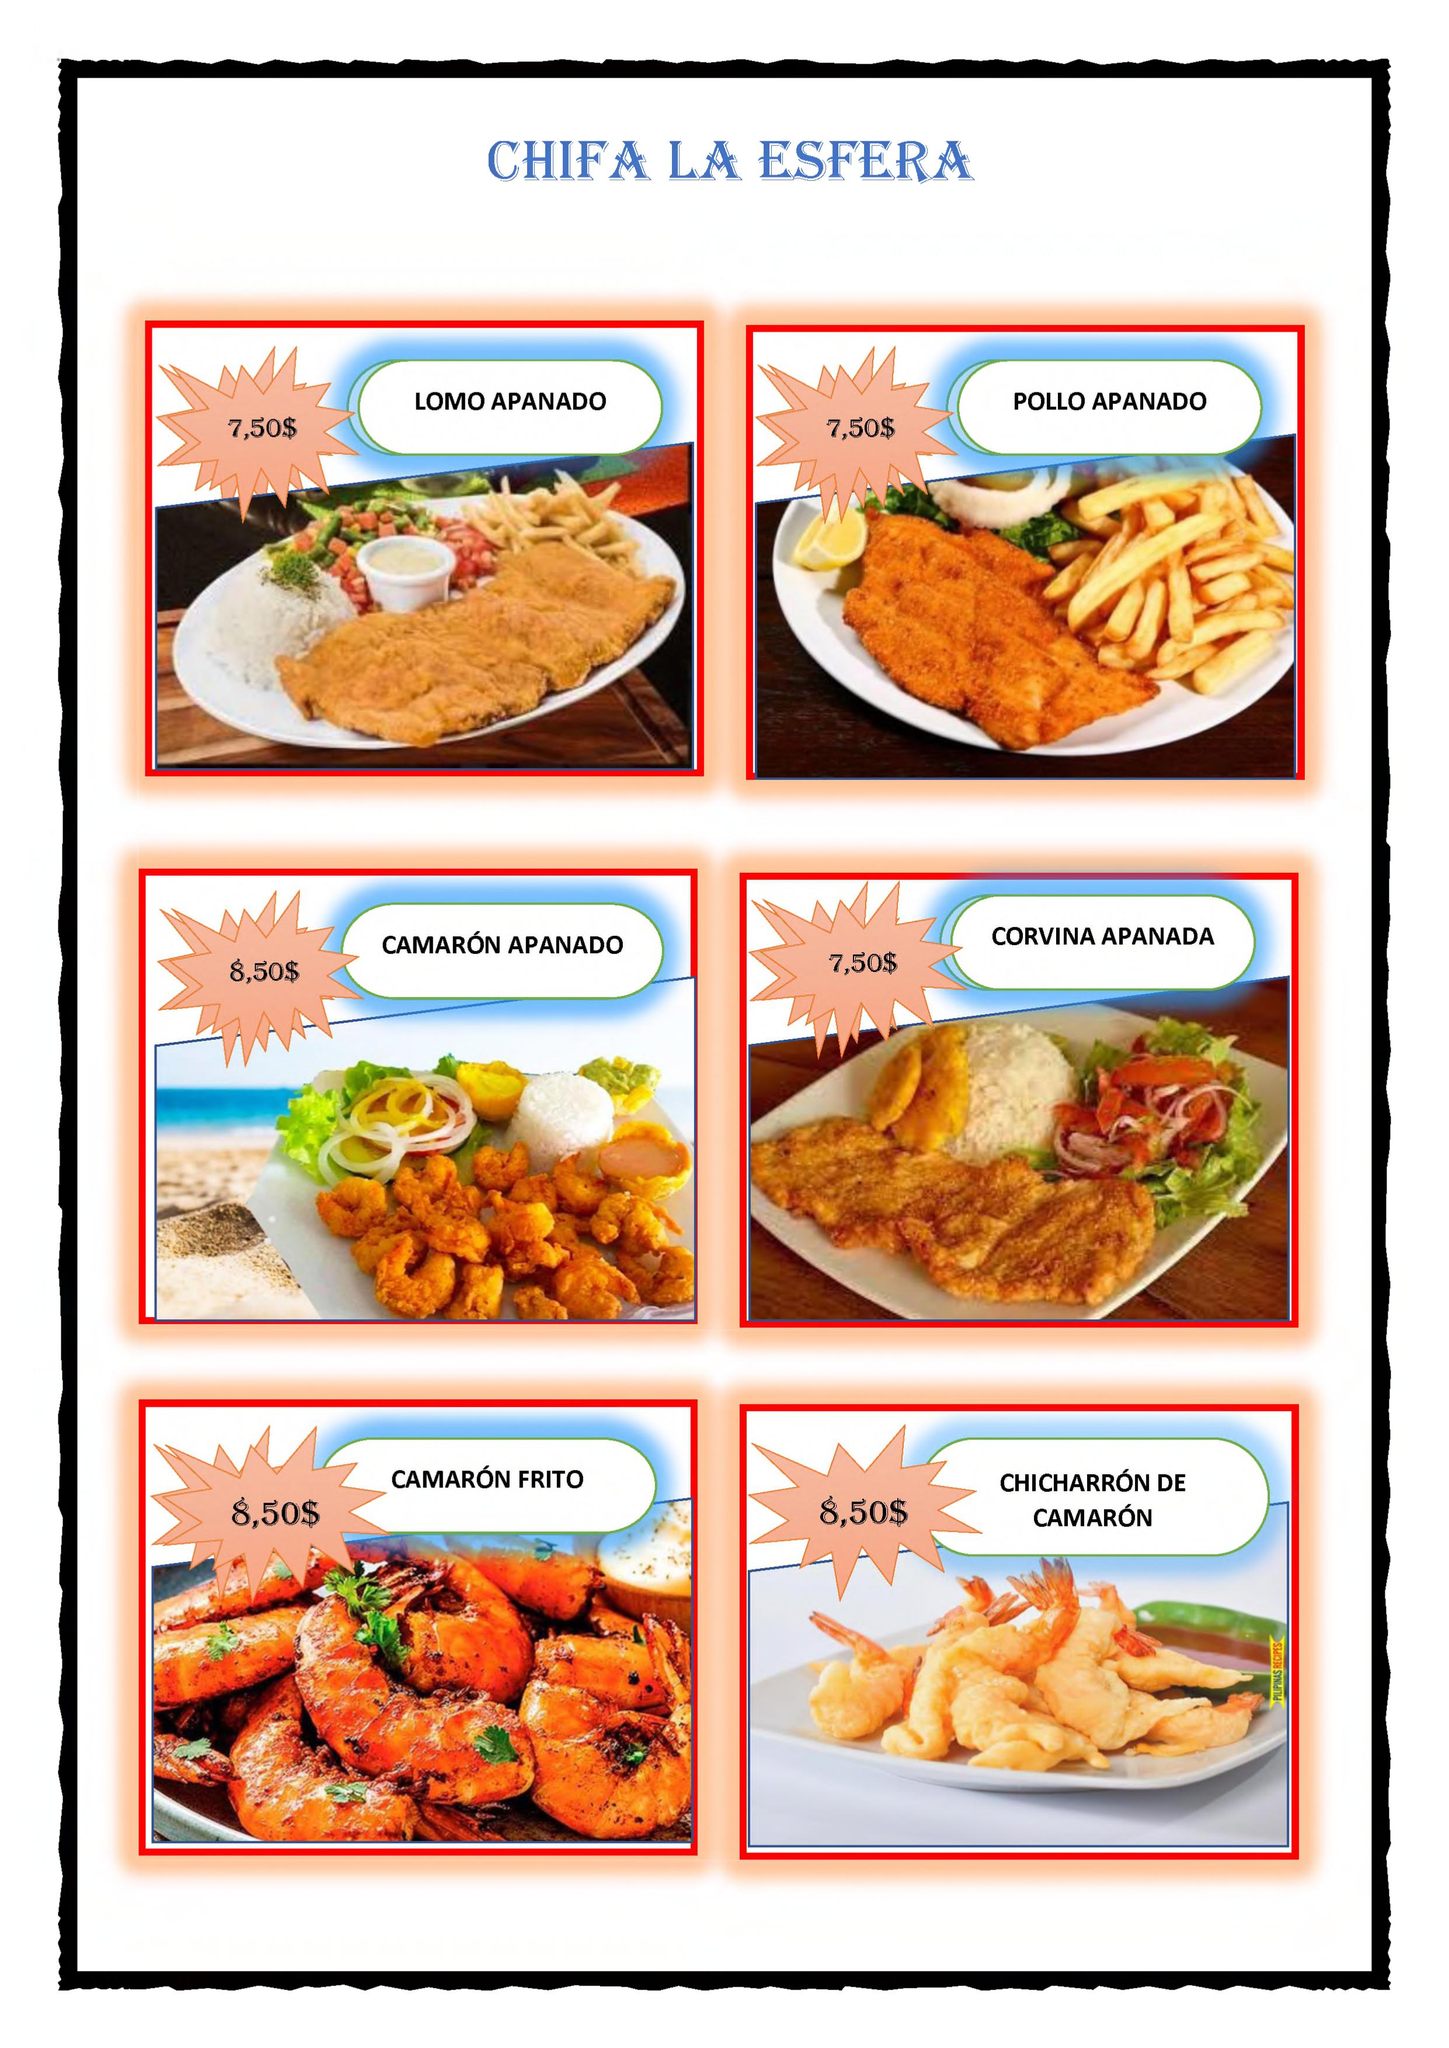 CHIFA LA ESFERA
7,50$
LOMO APANADO
7,50$
POLLO APANADO
8,50$
CAMARÓN APANADO
7,50$
CORVINA APANADA
8,50$
CAMARÓN FRITO
8,50$
CHICHARRÓN DE
CAMARÓN
PILIPINAS RECIPES